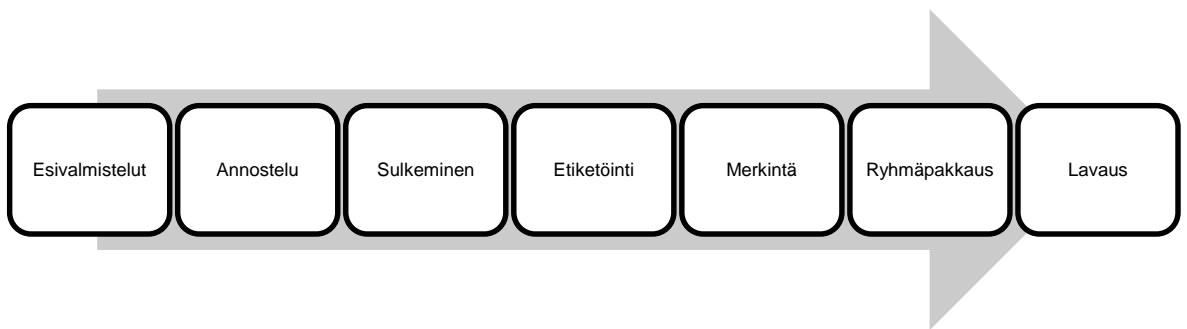 Esivalmistelut
Annostelu
Sulkeminen
Etiketöinti
Merkintä
Ryhmäpakkaus
Lavaus